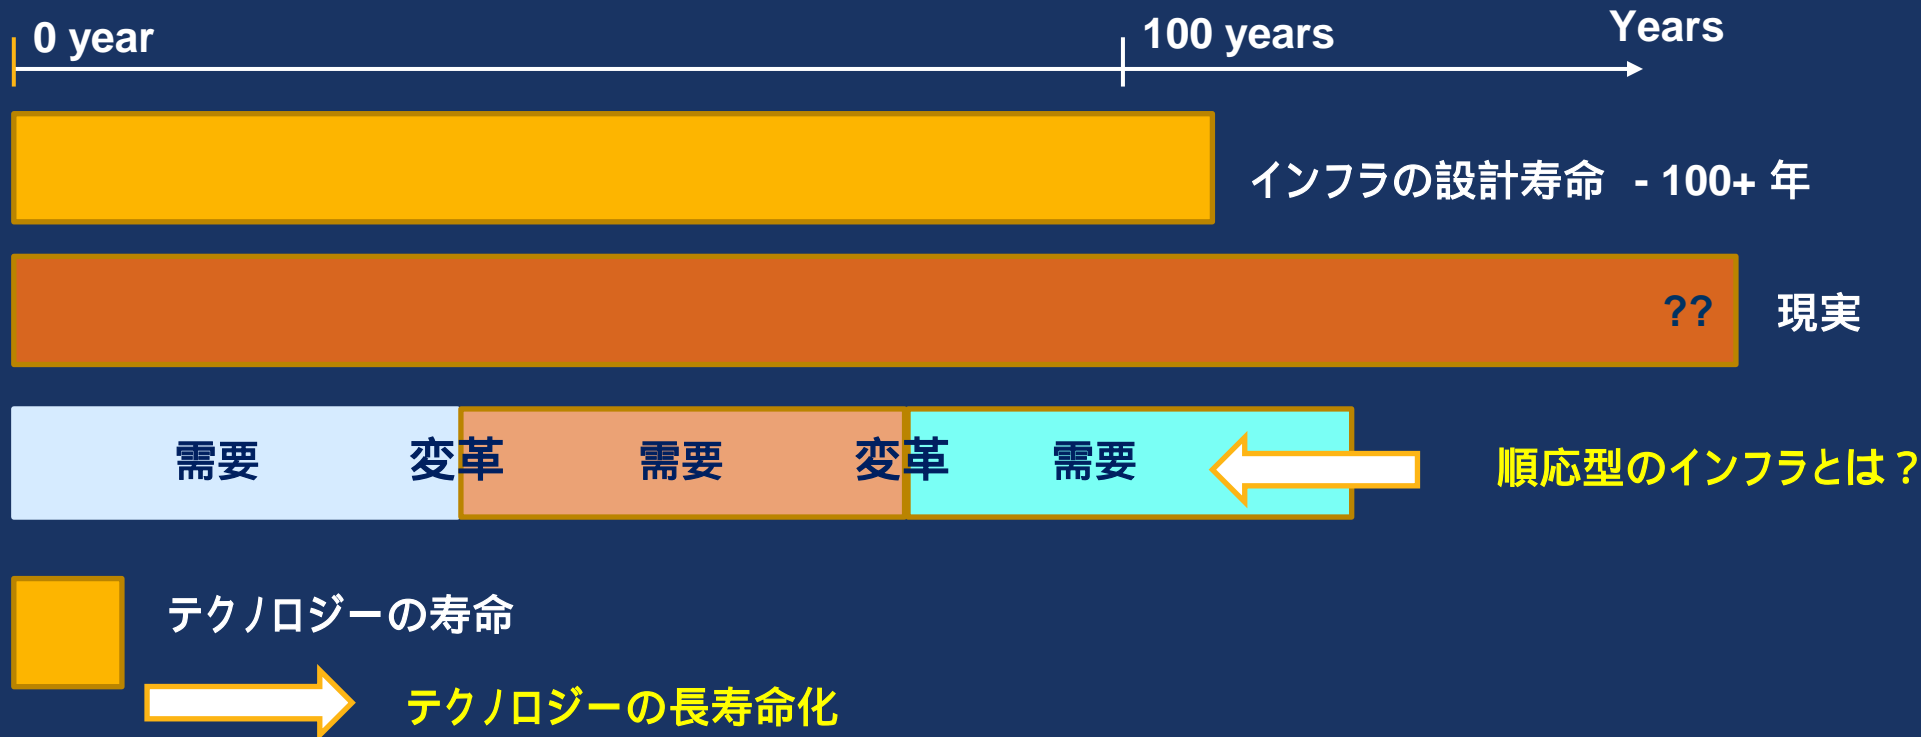 0 year
100 years
Years
インフラの設計寿命 - 100+ 年
??
現実
需要
変革
需要
変革
需要
順応型のインフラとは？
テクノロジーの寿命
テクノロジーの長寿命化